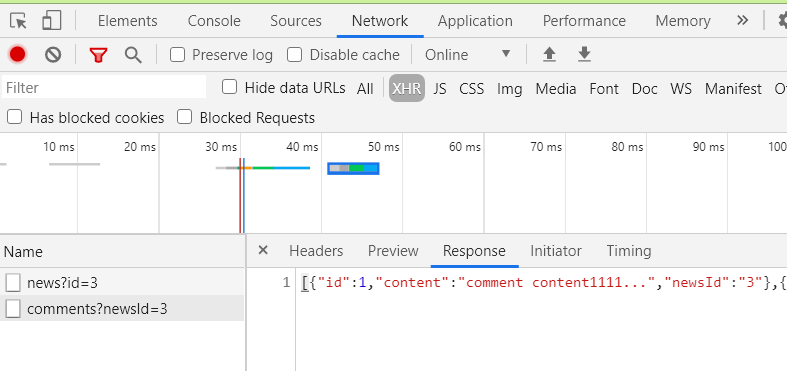 Elements Console Sources Network Application Performance Memory »
Preserve log Disable cache Online
Filter Hide data URLs All XHR JS CSS Img Media Font Doc WS Manifest
Has blocked cookies Blocked Requests
10 ms 20 ms 30 ms 40 ms 50 ms 60 ms 70 ms 80 ms 90 ms 100
Name × Headers Preview Response Initiator Timing
news?id=3
comments?newsId=3
1 [{"id":1,"content":"comment content1111...","newsId":"3"},{